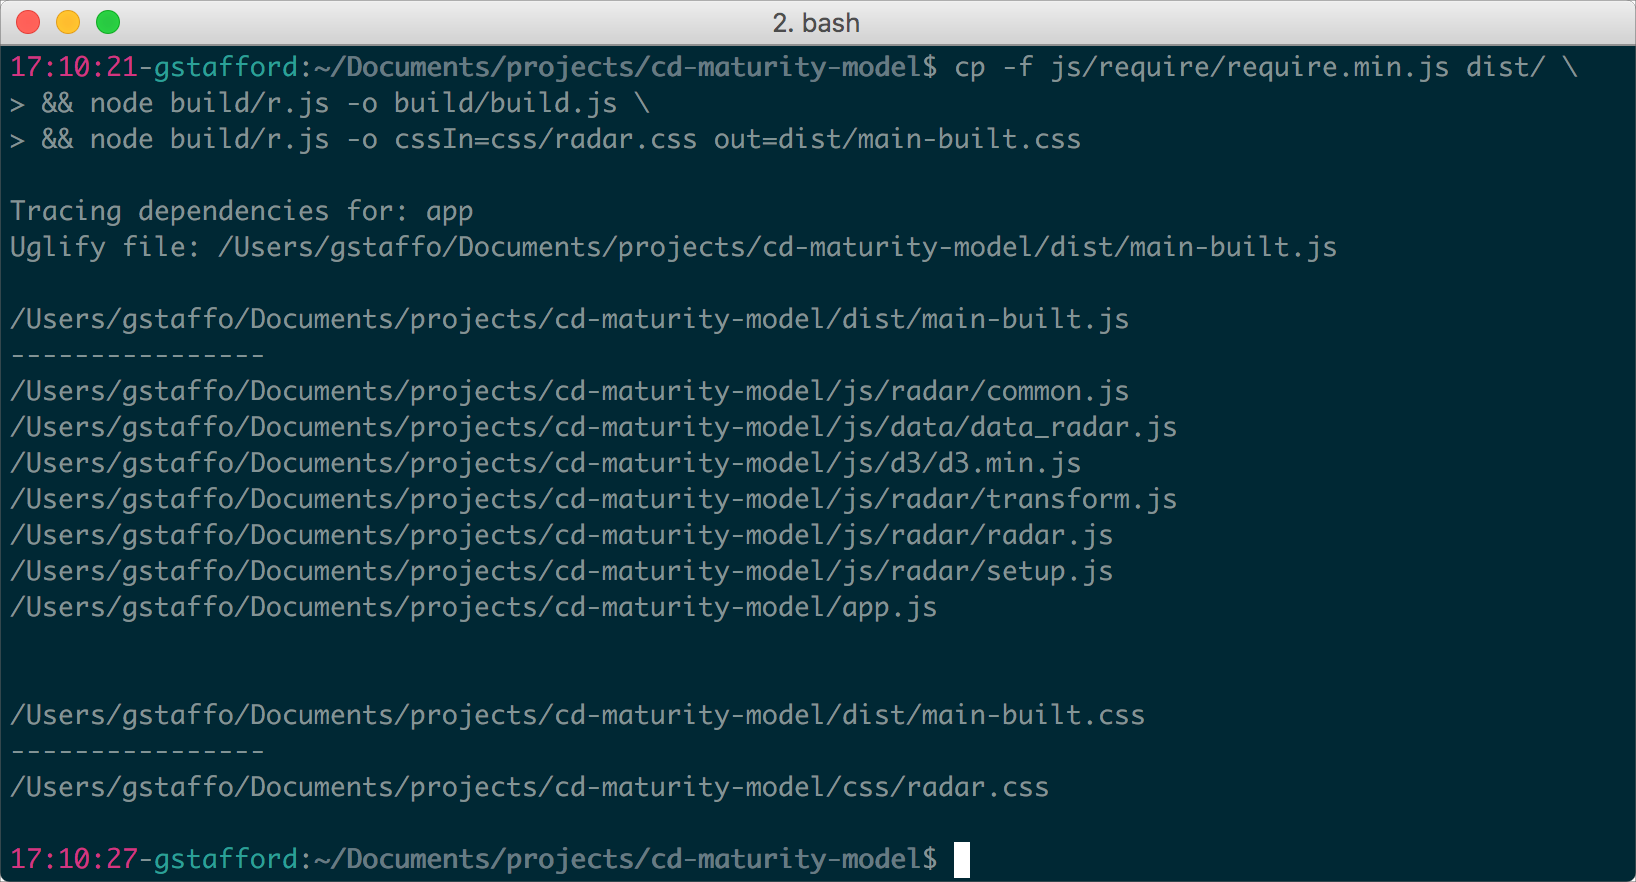 2. bash
17:10:21-gstafford:~/Documents/projects/cd-maturity-model$ cp -f js/require/require.min.js dist/ \
> && node build/r.js -o build/build.js \
> && node build/r.js -o cssIn=css/radar.css out=dist/main-built.css
Tracing dependencies for: app
Uglify file: /Users/gstaffo/Documents/projects/cd-maturity-model/dist/main-built.js
/Users/gstaffo/Documents/projects/cd-maturity-model/dist/main-built.js
----------------
/Users/gstaffo/Documents/projects/cd-maturity-model/js/radar/common.js
/Users/gstaffo/Documents/projects/cd-maturity-model/js/data/data_radar.js
/Users/gstaffo/Documents/projects/cd-maturity-model/js/d3/d3.min.js
/Users/gstaffo/Documents/projects/cd-maturity-model/js/radar/transform.js
/Users/gstaffo/Documents/projects/cd-maturity-model/js/radar/radar.js
/Users/gstaffo/Documents/projects/cd-maturity-model/js/radar/setup.js
/Users/gstaffo/Documents/projects/cd-maturity-model/app.js
/Users/gstaffo/Documents/projects/cd-maturity-model/dist/main-built.css
----------------
/Users/gstaffo/Documents/projects/cd-maturity-model/css/radar.css
17:10:27-gstafford:~/Documents/projects/cd-maturity-model$